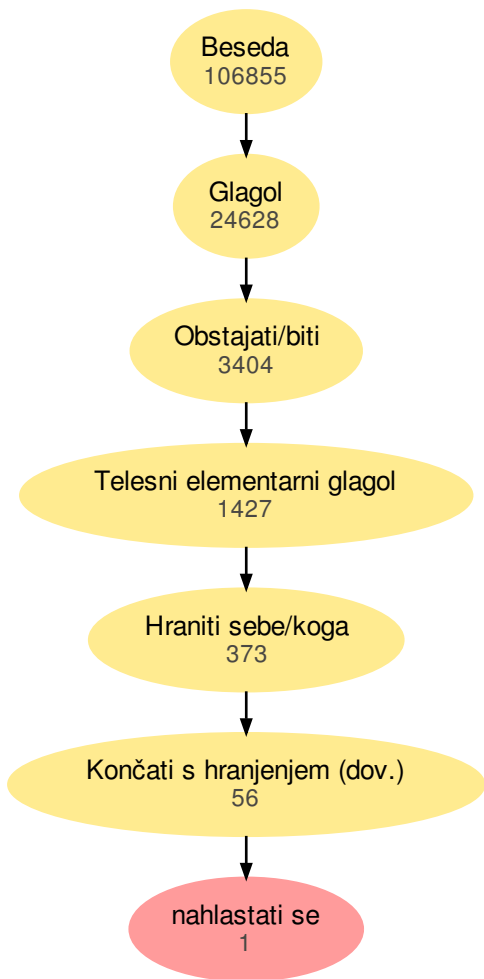 Beseda
106855
Glagol
24628
Obstajati/biti
3404
Telesni elementarni glagol
1427
Hraniti sebe/koga
373
Končati s hranjenjem (dov.)
56
nahlastati se
1